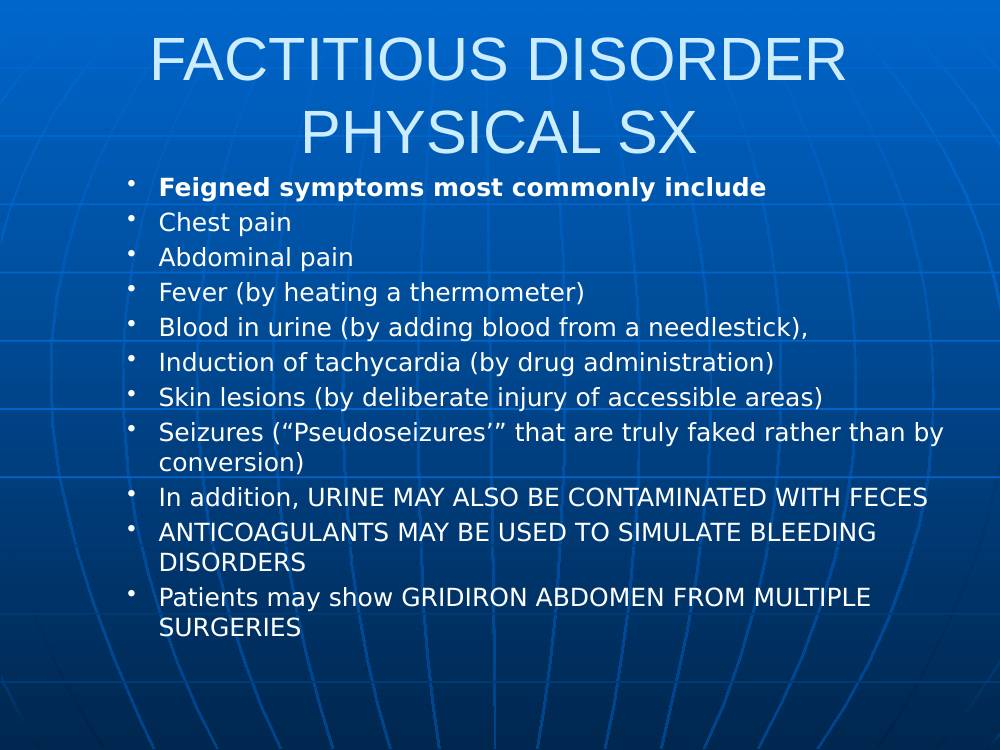 FACTITIOUS DISORDER
PHYSICAL SX
• Feigned symptoms most commonly include
• Chest pain
• Abdominal pain
• Fever (by heating a thermometer)
• Blood in urine (by adding blood from a needlestick),
• Induction of tachycardia (by drug administration)
• Skin lesions (by deliberate injury of accessible areas)
• Seizures (“Pseudoseizures’” that are truly faked rather than by
conversion)
• In addition, URINE MAY ALSO BE CONTAMINATED WITH FECES
• ANTICOAGULANTS MAY BE USED TO SIMULATE BLEEDING
DISORDERS
• Patients may show GRIDIRON ABDOMEN FROM MULTIPLE
SURGERIES